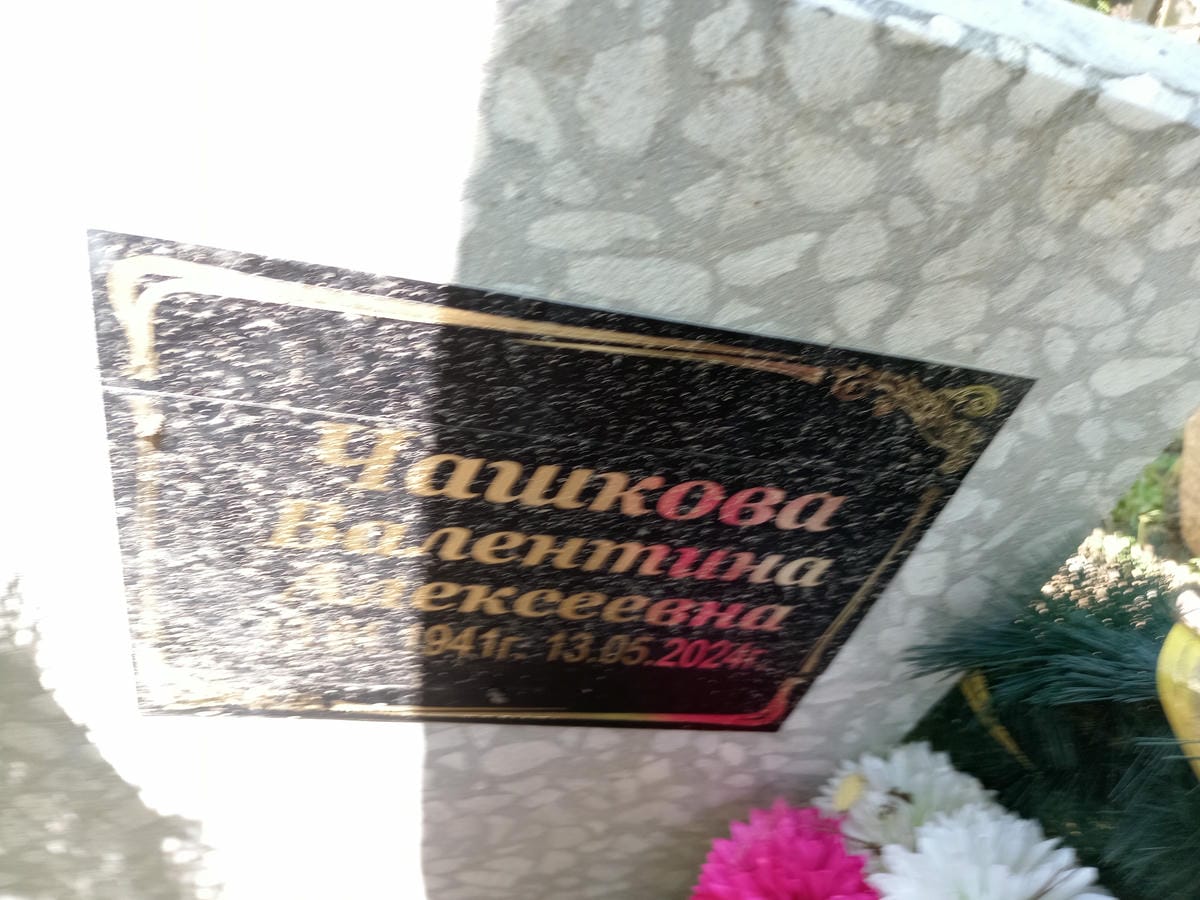 Чашкова
Валентина
Алексеевна
1941г. 13.05.2024г.